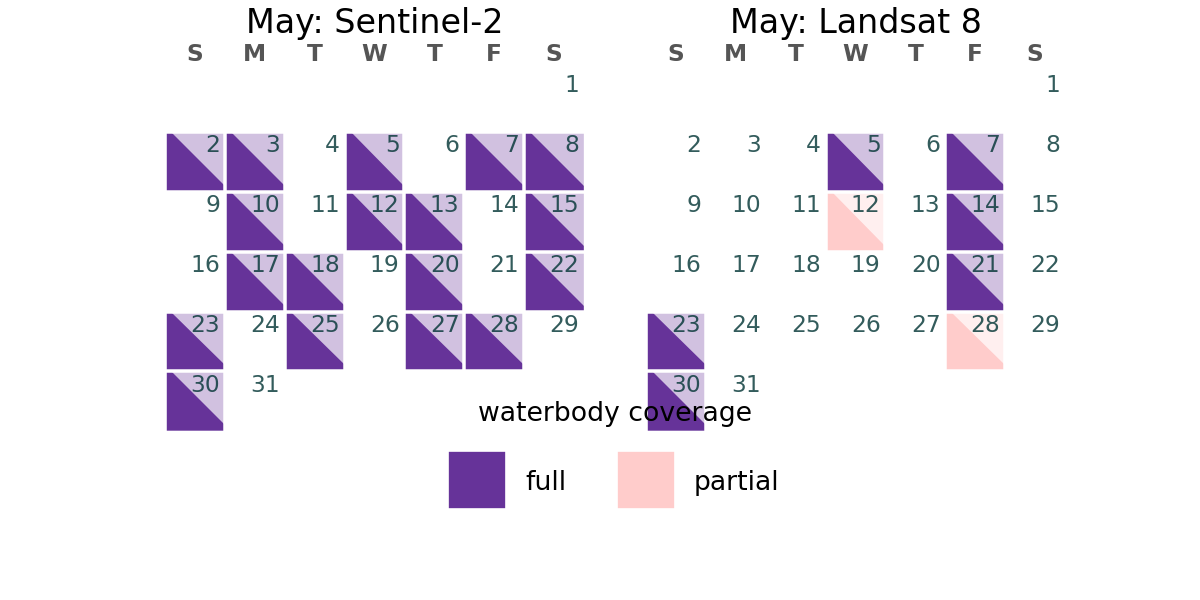 May: Sentinel-2
S M T W T F S
1
2 3 4 5 6 7 8
9 10 11 12 13 14 15
16 17 18 19 20 21 22
23 24 25 26 27 28 29
30 31
May: Landsat 8
S M T W T F S
1
2 3 4 5 6 7 8
9 10 11 12 13 14 15
16 17 18 19 20 21 22
23 24 25 26 27 28 29
30 31
waterbody coverage
full
partial